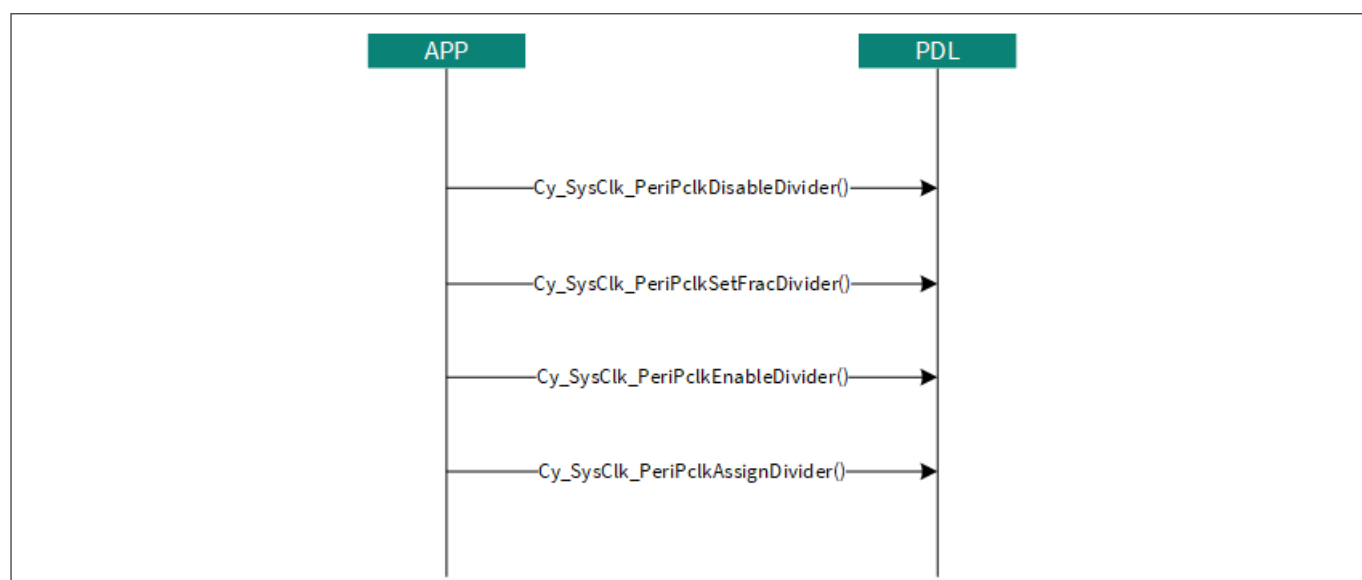 APP
PDL
Cy_SysClk_PeriPclkDisableDivider()
Cy_SysClk_PeriPclkSetFracDivider()
Cy_SysClk_PeriPclkEnableDivider()
Cy_SysClk_PeriPclkAssignDivider()